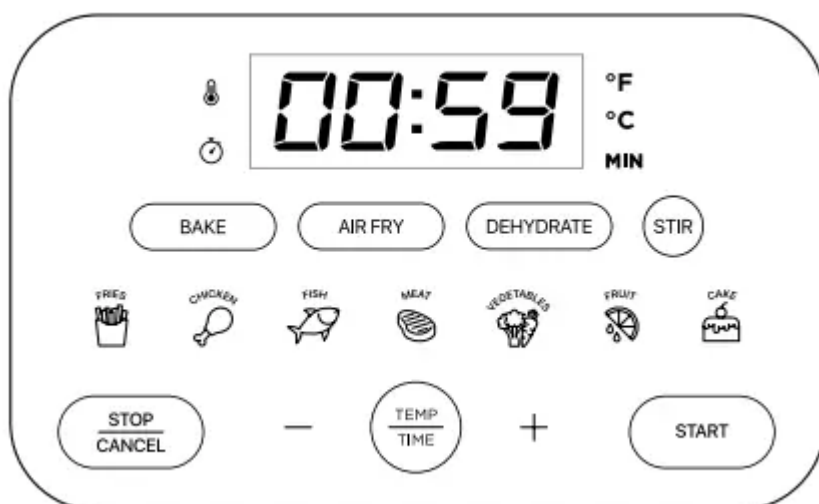 00:59
°F
°C
MIN
BAKE
AIR FRY
DEHYDRATE
STIR
FRIES
CHICKEN
FISH
MEAT
VEGETABLES
FRUIT
CAKE
STOP
CANCEL
−
TEMP
TIME
+
START